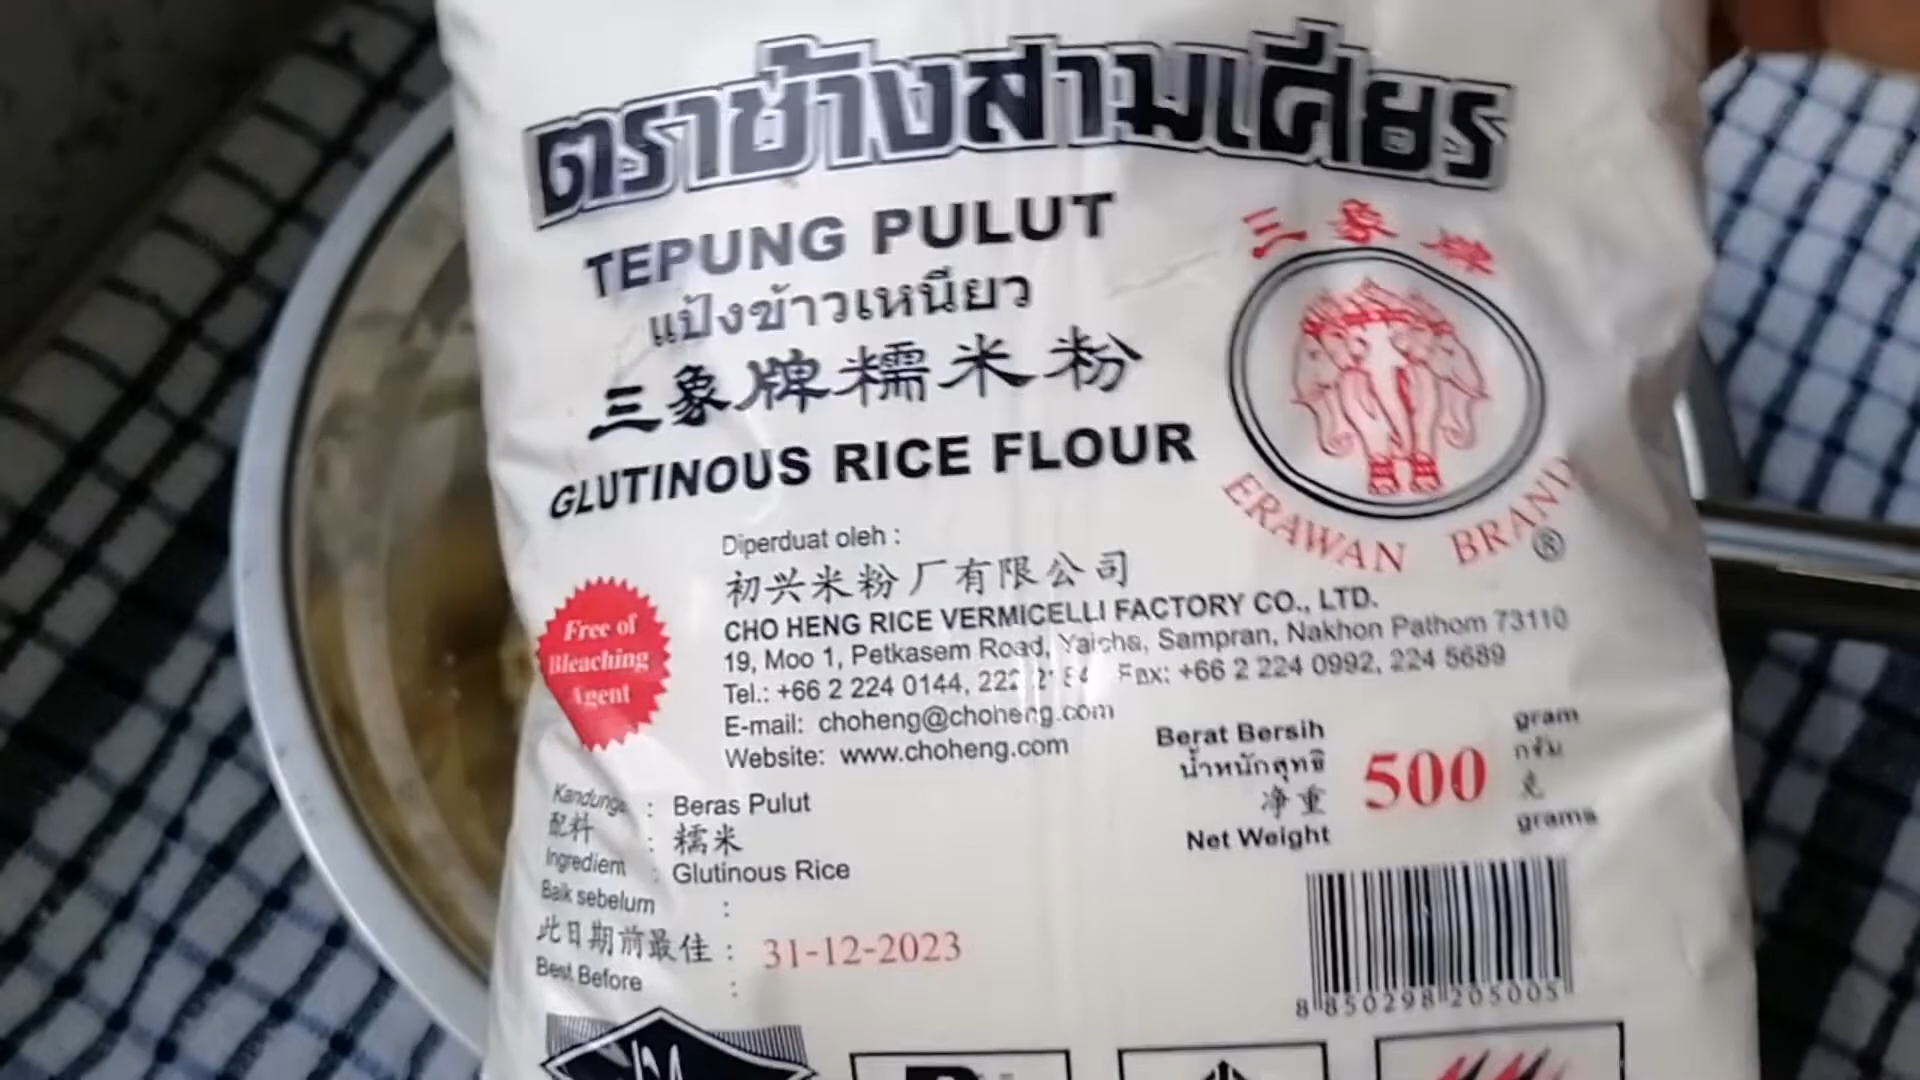 ตราช้างสามเศียร
TEPUNG PULUT
แป้งข้าวเหนียว
三象牌糯米粉
GLUTINOUS RICE FLOUR
三象牌
ERAWAN BRAND
®
Diperduat oleh :
初兴米粉厂有限公司
CHO HENG RICE VERMICELLI FACTORY CO., LTD.
19, Moo 1, Petkasem Road, Yaicha, Sampran, Nakhon Pathom 73110
Tel.: +66 2 224 0144, Fax: +66 2 224 0992, 224 5689
E-mail: choheng@choheng.com
Website: www.choheng.com
Free of
Bleaching
Agent
Berat Bersih
น้ำหนักสุทธิ
净重
Net Weight
500
gram
กรัม
克
grams
Kandunga : Beras Pulut
配料 : 糯米
Ingredient : Glutinous Rice
Baik sebelum :
此日期前最佳 : 31-12-2023
Best Before :
8 850298 205005